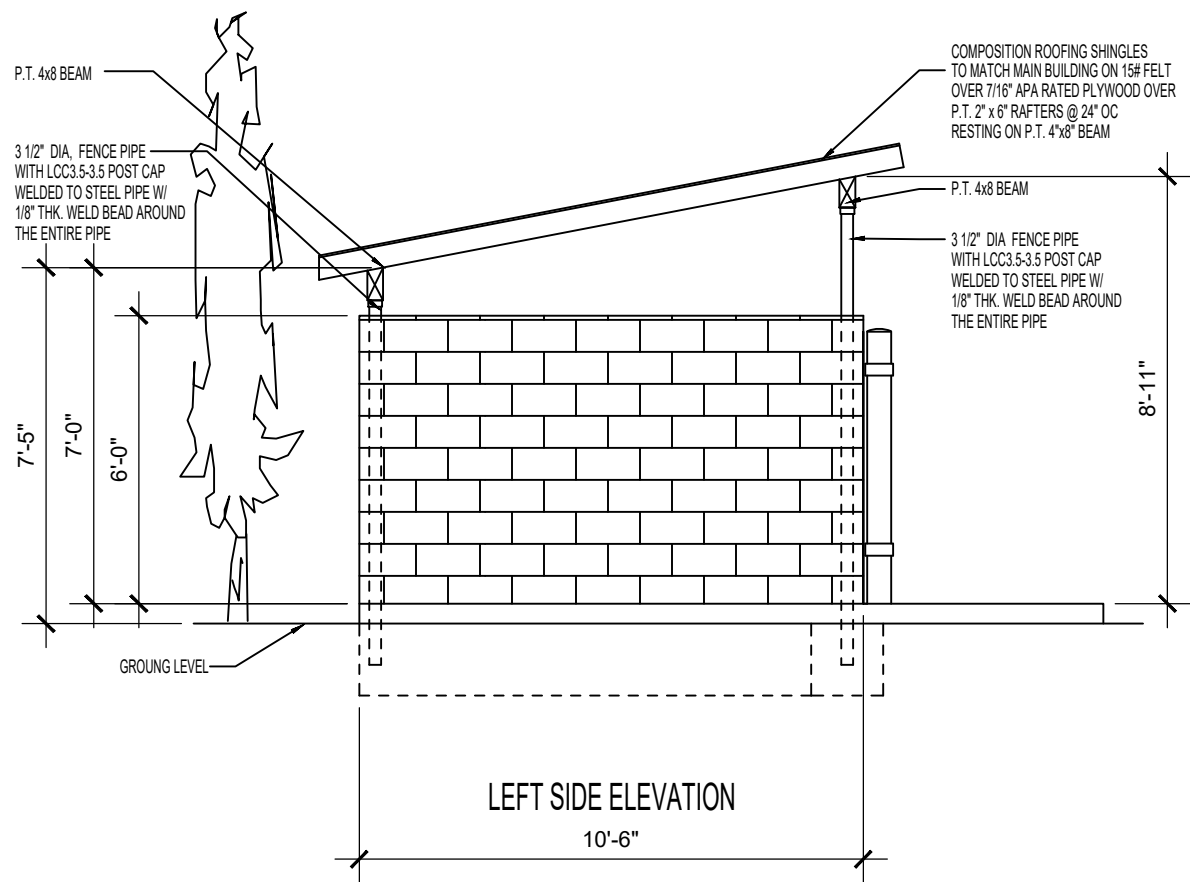 P.T. 4x8 BEAM
3 1/2" DIA, FENCE PIPE
WITH LCC3.5-3.5 POST CAP
WELDED TO STEEL PIPE W/
1/8" THK. WELD BEAD AROUND
THE ENTIRE PIPE
COMPOSITION ROOFING SHINGLES
TO MATCH MAIN BUILDING ON 15# FELT
OVER 7/16" APA RATED PLYWOOD OVER
P.T. 2" x 6" RAFTERS @ 24" OC
RESTING ON P.T. 4"x8" BEAM
P.T. 4x8 BEAM
3 1/2" DIA FENCE PIPE
WITH LCC3.5-3.5 POST CAP
WELDED TO STEEL PIPE W/
1/8" THK. WELD BEAD AROUND
THE ENTIRE PIPE
7'-5"
7'-0"
6'-0"
8'-11"
GROUNG LEVEL
LEFT SIDE ELEVATION
10'-6"